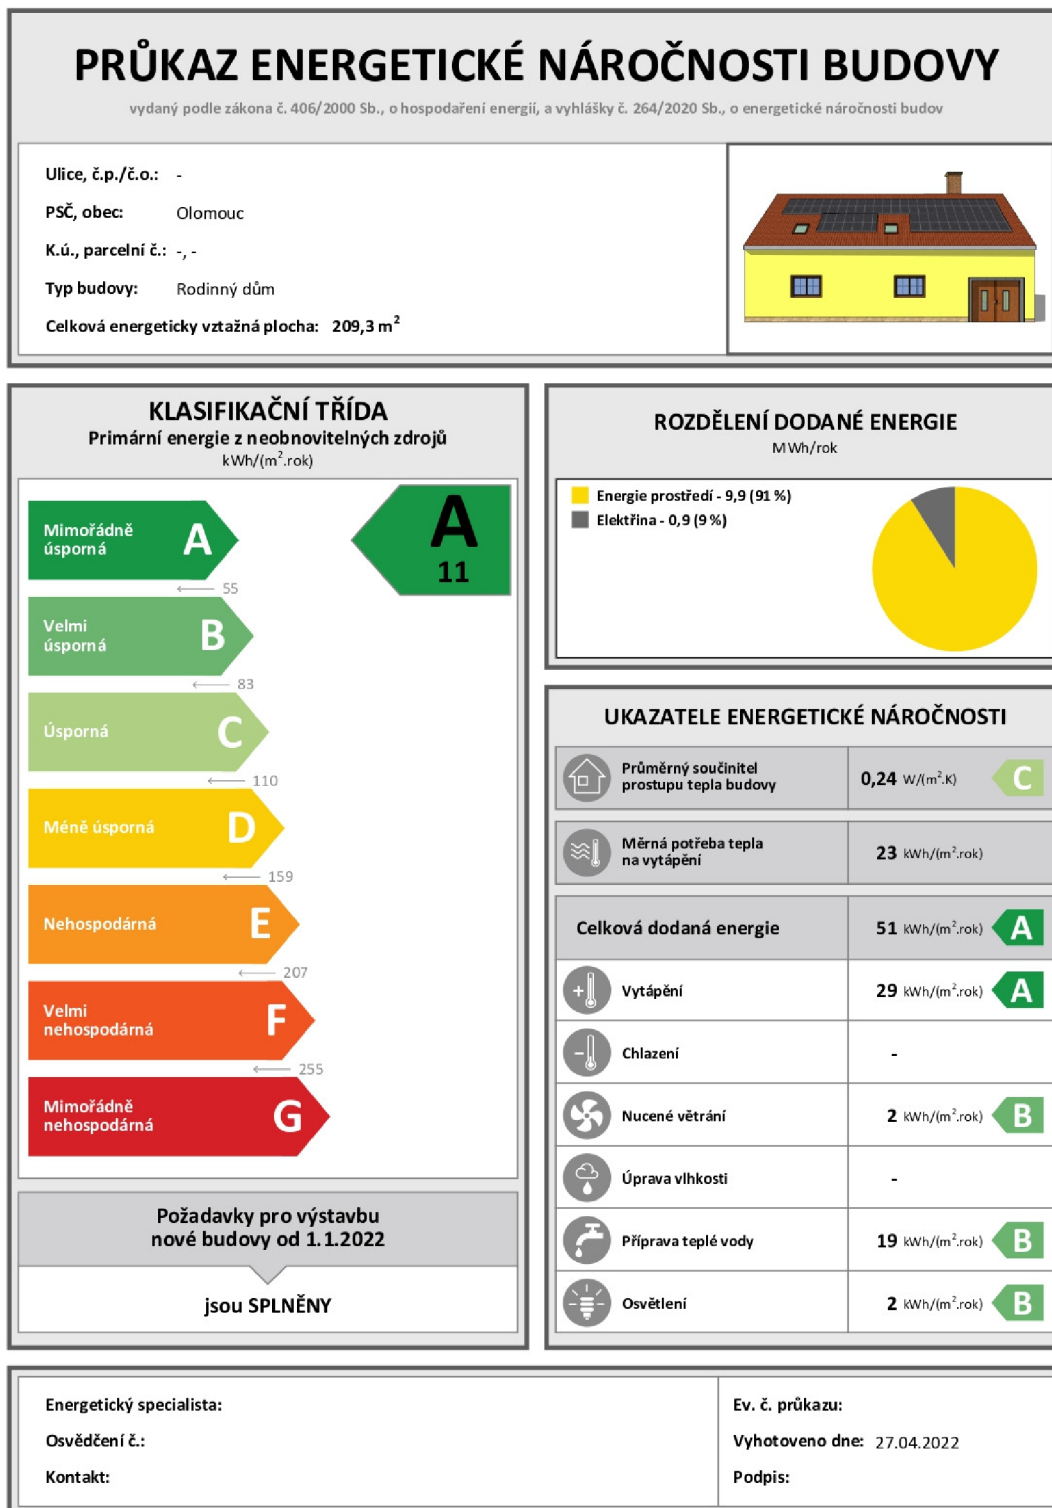 PRŮKAZ ENERGETICKÉ NÁROČNOSTI BUDOVY
vydaný podle zákona č. 406/2000 Sb., o hospodaření energií, a vyhlášky č. 264/2020 Sb., o energetické náročnosti budov
Ulice, č.p./č.o.: -
PSČ, obec: Olomouc
K.ú., parcelní č.: -, -
Typ budovy: Rodinný dům
Celková energeticky vztažná plocha: 209,3 m²
KLASIFIKAČNÍ TŘÍDA
Primární energie z neobnovitelných zdrojů
kWh/(m².rok)
Mimořádně
úsporná
A
A
11
← 55
Velmi
úsporná
B
← 83
Úsporná
C
← 110
Méně úsporná
D
← 159
Nehospodárná
E
← 207
Velmi
nehospodárná
F
← 255
Mimořádně
nehospodárná
G
Požadavky pro výstavbu
nové budovy od 1.1.2022
jsou SPLNĚNY
ROZDĚLENÍ DODANÉ ENERGIE
MWh/rok
Energie prostředí - 9,9 (91 %)
Elektřina - 0,9 (9 %)
UKAZATELE ENERGETICKÉ NÁROČNOSTI
Průměrný součinitel
prostupu tepla budovy
0,24 W/(m².K) C
Měrná potřeba tepla
na vytápění
23 kWh/(m².rok)
Celková dodaná energie 51 kWh/(m².rok) A
Vytápění 29 kWh/(m².rok) A
Chlazení -
Nucené větrání 2 kWh/(m².rok) B
Úprava vlhkosti -
Příprava teplé vody 19 kWh/(m².rok) B
Osvětlení 2 kWh/(m².rok) B
Energetický specialista:
Osvědčení č.:
Kontakt:
Ev. č. průkazu:
Vyhotoveno dne: 27.04.2022
Podpis: